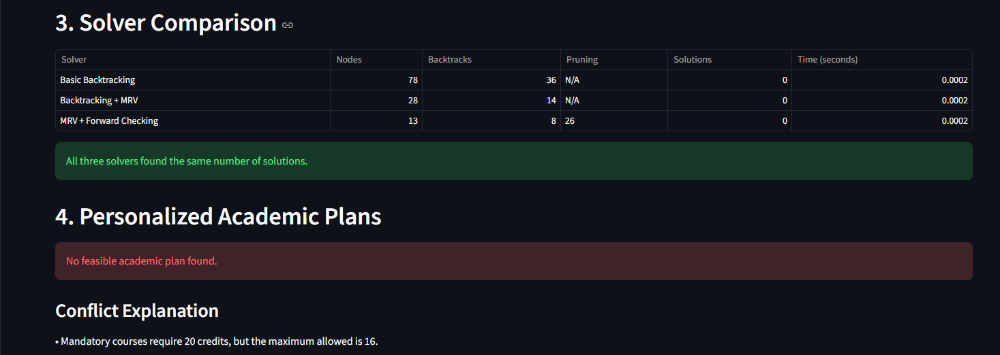 3. Solver Comparison
Solver Nodes Backtracks Pruning Solutions Time (seconds)
Basic Backtracking 78 36 N/A 0 0.0002
Backtracking + MRV 28 14 N/A 0 0.0002
MRV + Forward Checking 13 8 26 0 0.0002
All three solvers found the same number of solutions.
4. Personalized Academic Plans
No feasible academic plan found.
Conflict Explanation
• Mandatory courses require 20 credits, but the maximum allowed is 16.